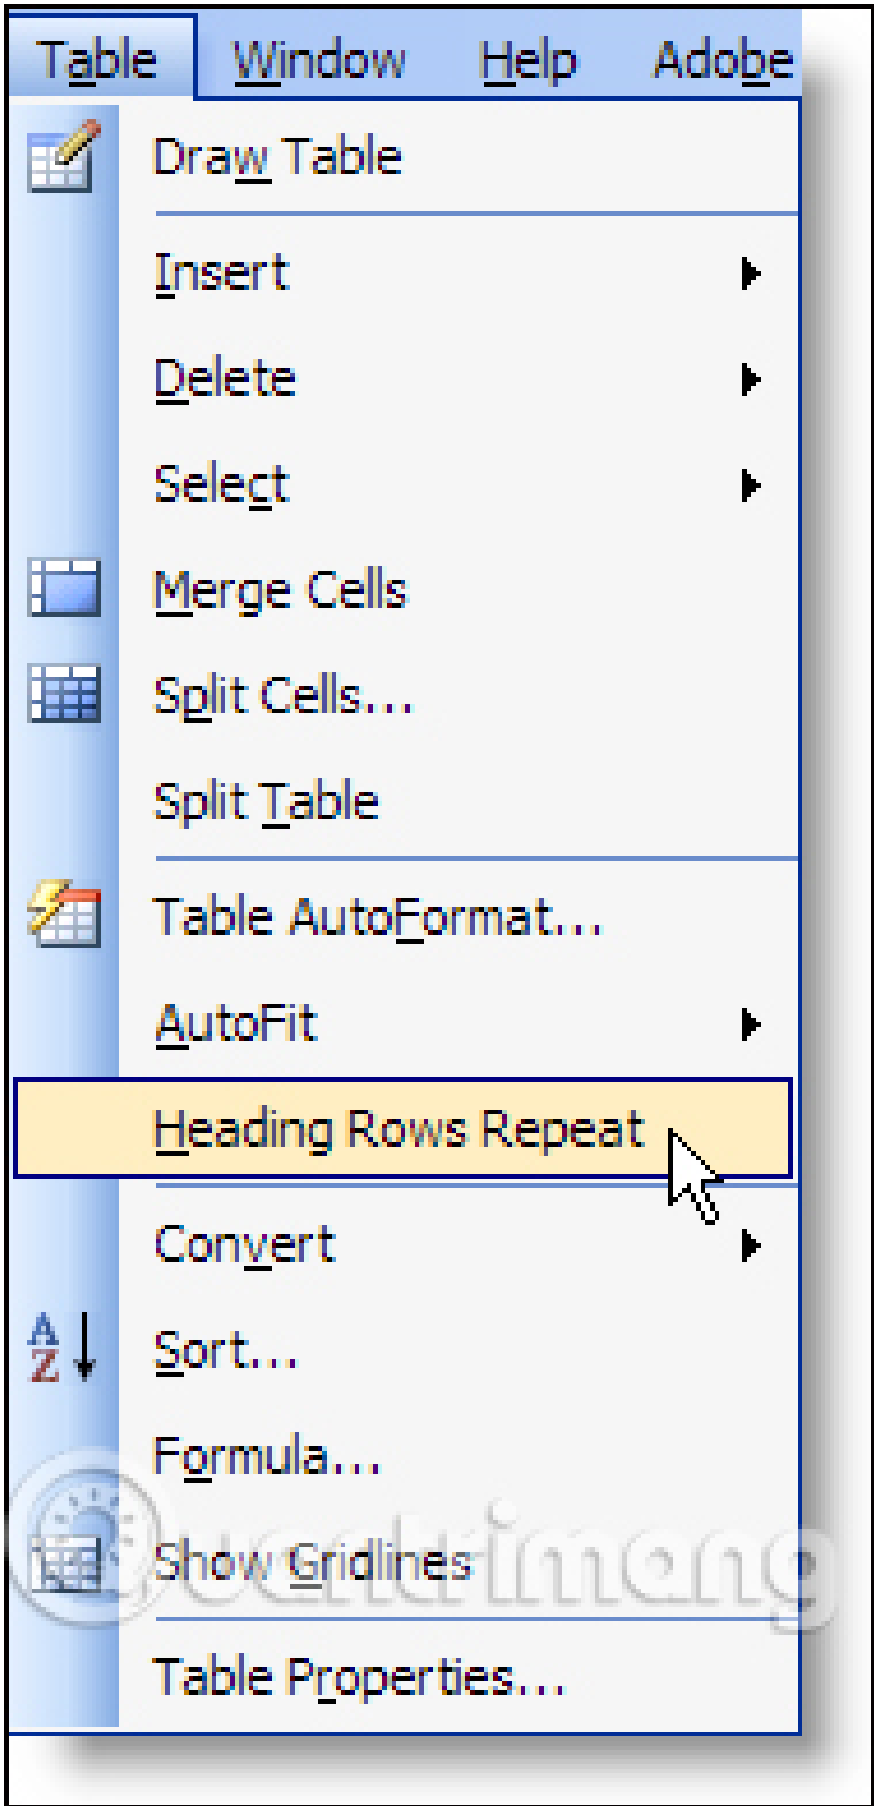 Table Window Help Adobe
Draw Table
Insert
Delete
Select
Merge Cells
Split Cells...
Split Table
Table AutoFormat...
AutoFit
Heading Rows Repeat
Convert
Sort...
Formula...
Show Gridlines
Quantrimang
Table Properties...